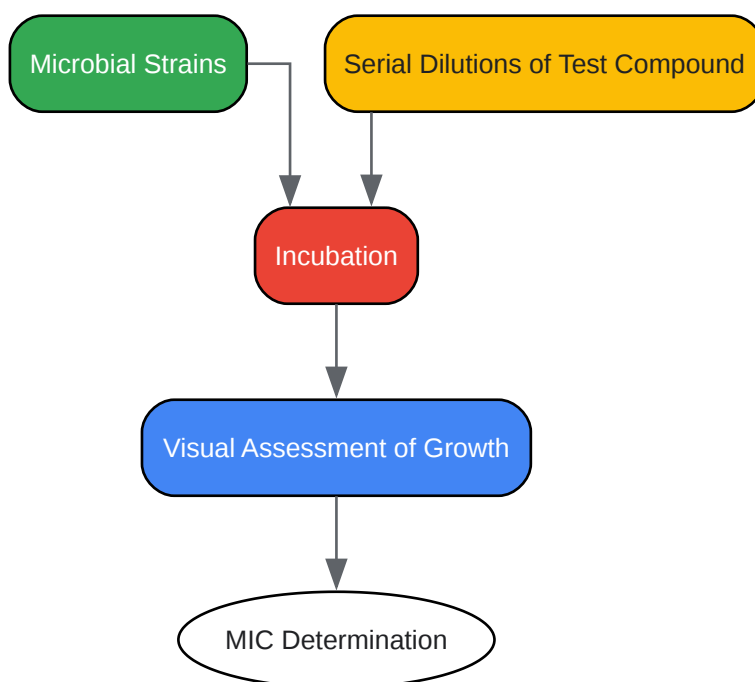 Microbial Strains
Serial Dilutions of Test Compound
Incubation
Visual Assessment of Growth
MIC Determination